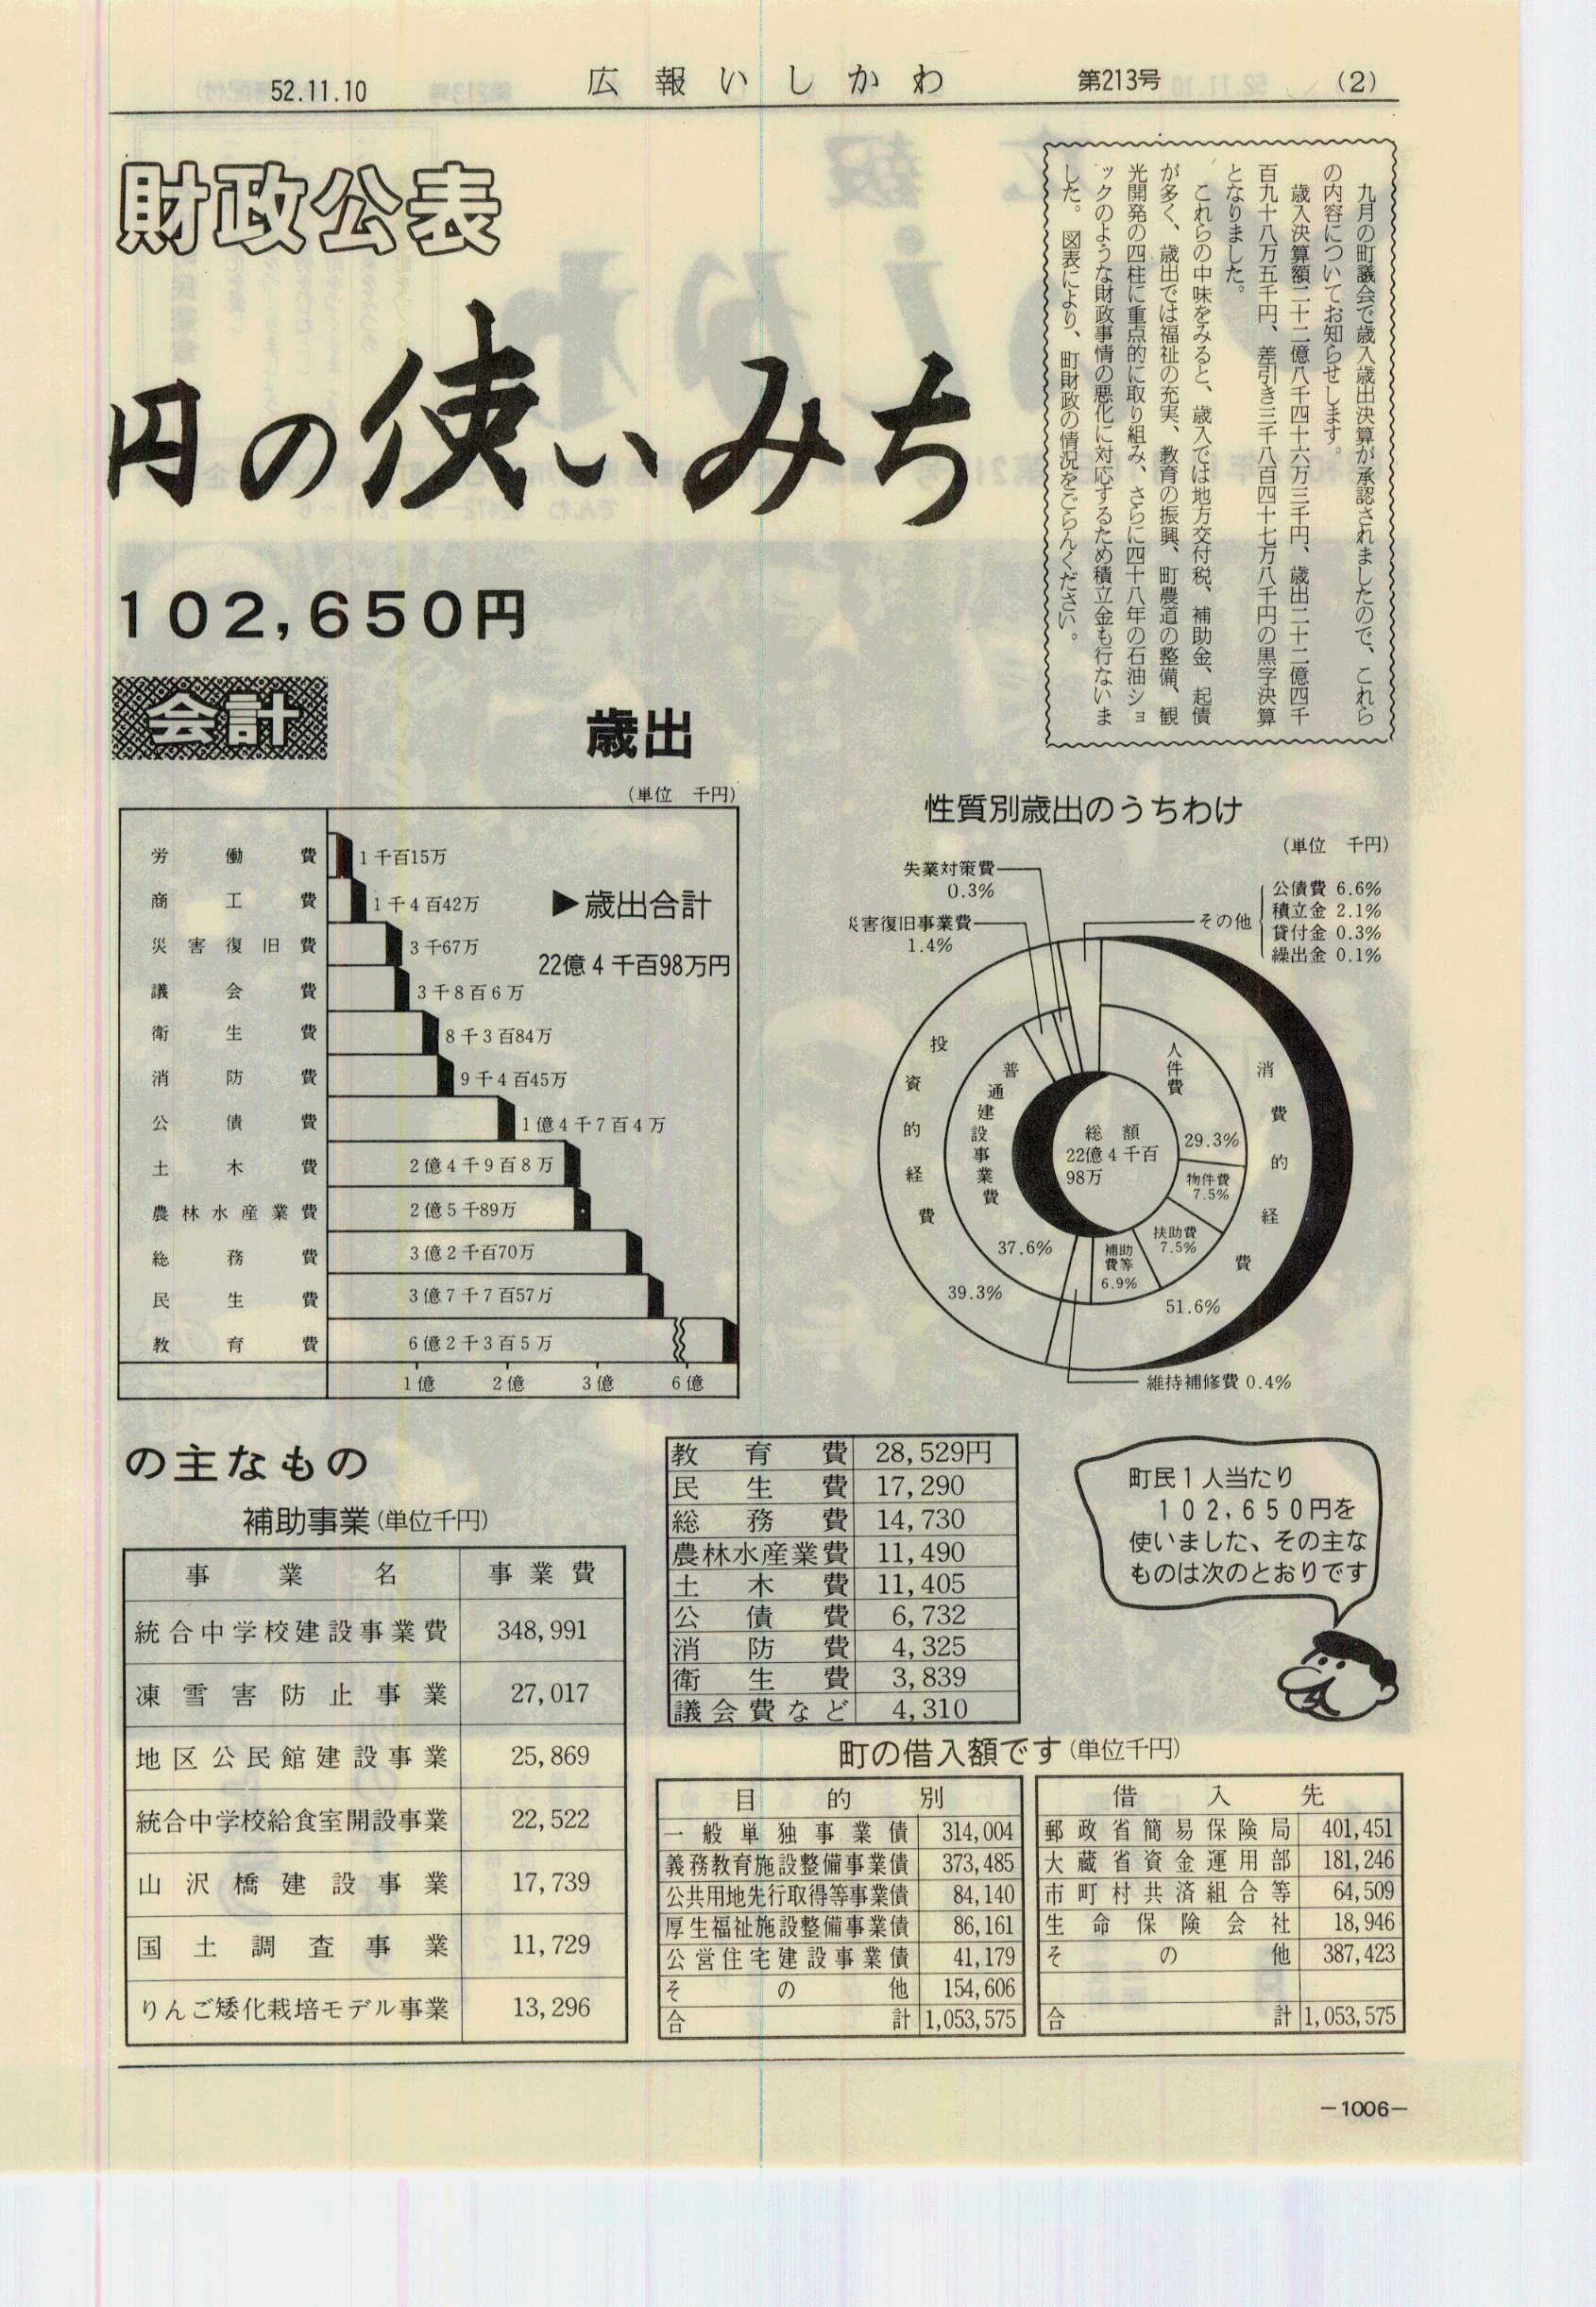 52.11.10
広報いしかわ
第213号
(2)
九月の町議会で歳入歳出決算が承認されましたので、これら
の内容についてお知らせします。
歳入決算額二十二億八千四十六万三千円、歳出二十二億四千
百九十八万五千円、差引き三千八百四十七万八千円の黒字決算
となりました。
これらの中味をみると、歳入では地方交付税、補助金、起債
が多く、歳出では福祉の充実、教育の振興、町農道の整備、観
光開発の四柱に重点的に取り組み、さらに四十八年の石油ショ
ックのような財政事情の悪化に対応するため積立金も行ないま
した。図表により、町財政の情況をごらんください。
財政公表
円の使いみち
102,650円
会計
歳出
(単位 千円)
労働費 1千百15万
商工費 1千4百42万
災害復旧費 3千67万
議会費 3千8百6万
衛生費 8千3百84万
消防費 9千4百45万
公債費 1億4千7百4万
土木費 2億4千9百8万
農林水産業費 2億5千89万
総務費 3億2千百70万
民生費 3億7千7百57万
教育費 6億2千3百5万
1億 2億 3億 6億
▶歳出合計
22億4千百98万円
性質別歳出のうちわけ
(単位 千円)
失業対策費
0.3%
災害復旧事業費
1.4%
その他
公債費 6.6%
積立金 2.1%
貸付金 0.3%
繰出金 0.1%
投資的経費
39.3%
普通建設事業費
37.6%
総額
22億4千百
98万
人件費
29.3%
物件費
7.5%
扶助費
7.5%
補助
費等
6.9%
消費的経費
51.6%
維持補修費 0.4%
の主なもの
補助事業(単位千円)
事業名 事業費
統合中学校建設事業費 348,991
凍雪害防止事業 27,017
地区公民館建設事業 25,869
統合中学校給食室開設事業 22,522
山沢橋建設事業 17,739
国土調査事業 11,729
りんご矮化栽培モデル事業 13,296
教育費 28,529円
民生費 17,290
総務費 14,730
農林水産業費 11,490
土木費 11,405
公債費 6,732
消防費 4,325
衛生費 3,839
議会費など 4,310
町民1人当たり
102,650円を
使いました、その主な
ものは次のとおりです
町の借入額です(単位千円)
目的別
一般単独事業債 314,004
義務教育施設整備事業債 373,485
公共用地先行取得等事業債 84,140
厚生福祉施設整備事業債 86,161
公営住宅建設事業債 41,179
その他 154,606
合計 1,053,575
借入先
郵政省簡易保険局 401,451
大蔵省資金運用部 181,246
市町村共済組合等 64,509
生命保険会社 18,946
その他 387,423
合計 1,053,575
－1006－